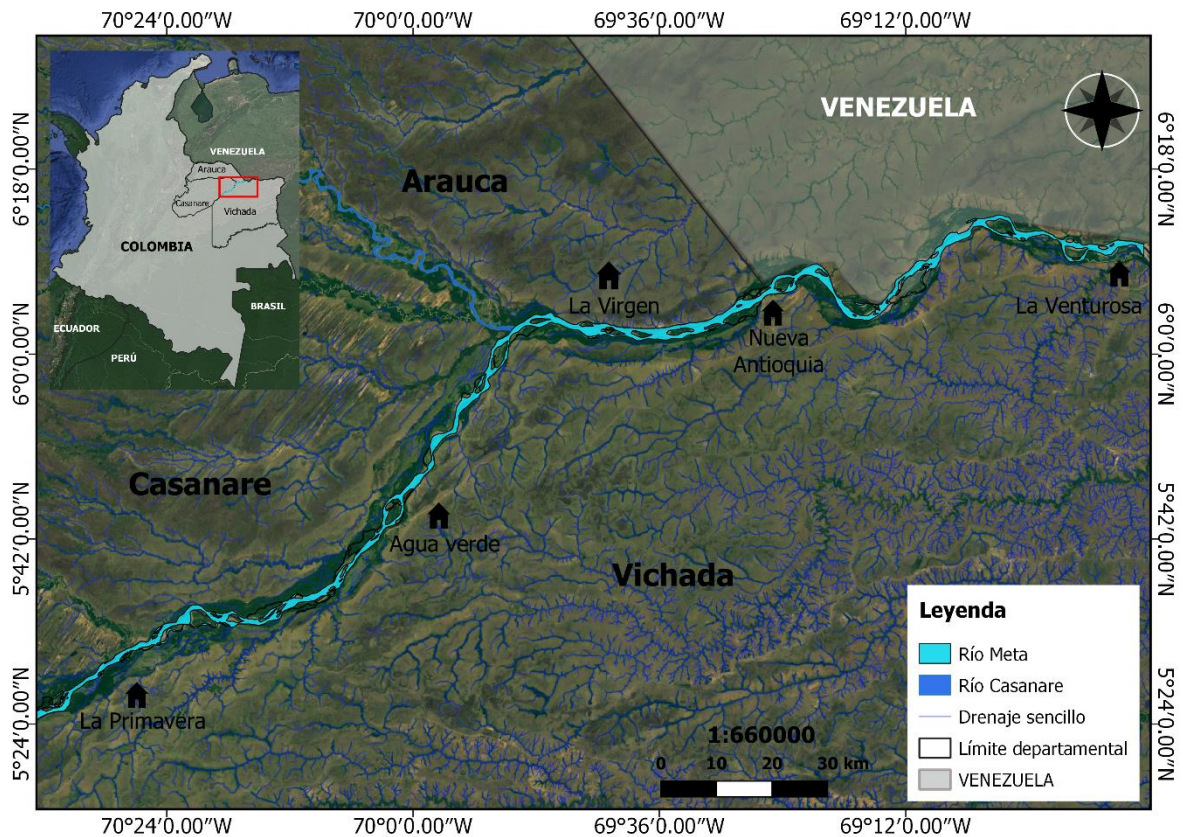 70°24'0.00"W 70°0'0.00"W 69°36'0.00"W 69°12'0.00"W
6°18'0.00"N
6°0'0.00"N
5°42'0.00"N
5°24'0.00"N
VENEZUELA
Arauca
Casanare
Vichada
COLOMBIA
BRASIL
ECUADOR
PERÚ
VENEZUELA
Arauca
La Virgen
La Venturosa
Nueva
Antioquia
Casanare
Agua verde
Vichada
La Primavera
1:660000
0 10 20 30 km
Leyenda
Río Meta
Río Casanare
Drenaje sencillo
Límite departamental
VENEZUELA
6°18'0.00"N
6°0'0.00"N
5°42'0.00"N
5°24'0.00"N
70°24'0.00"W 70°0'0.00"W 69°36'0.00"W 69°12'0.00"W